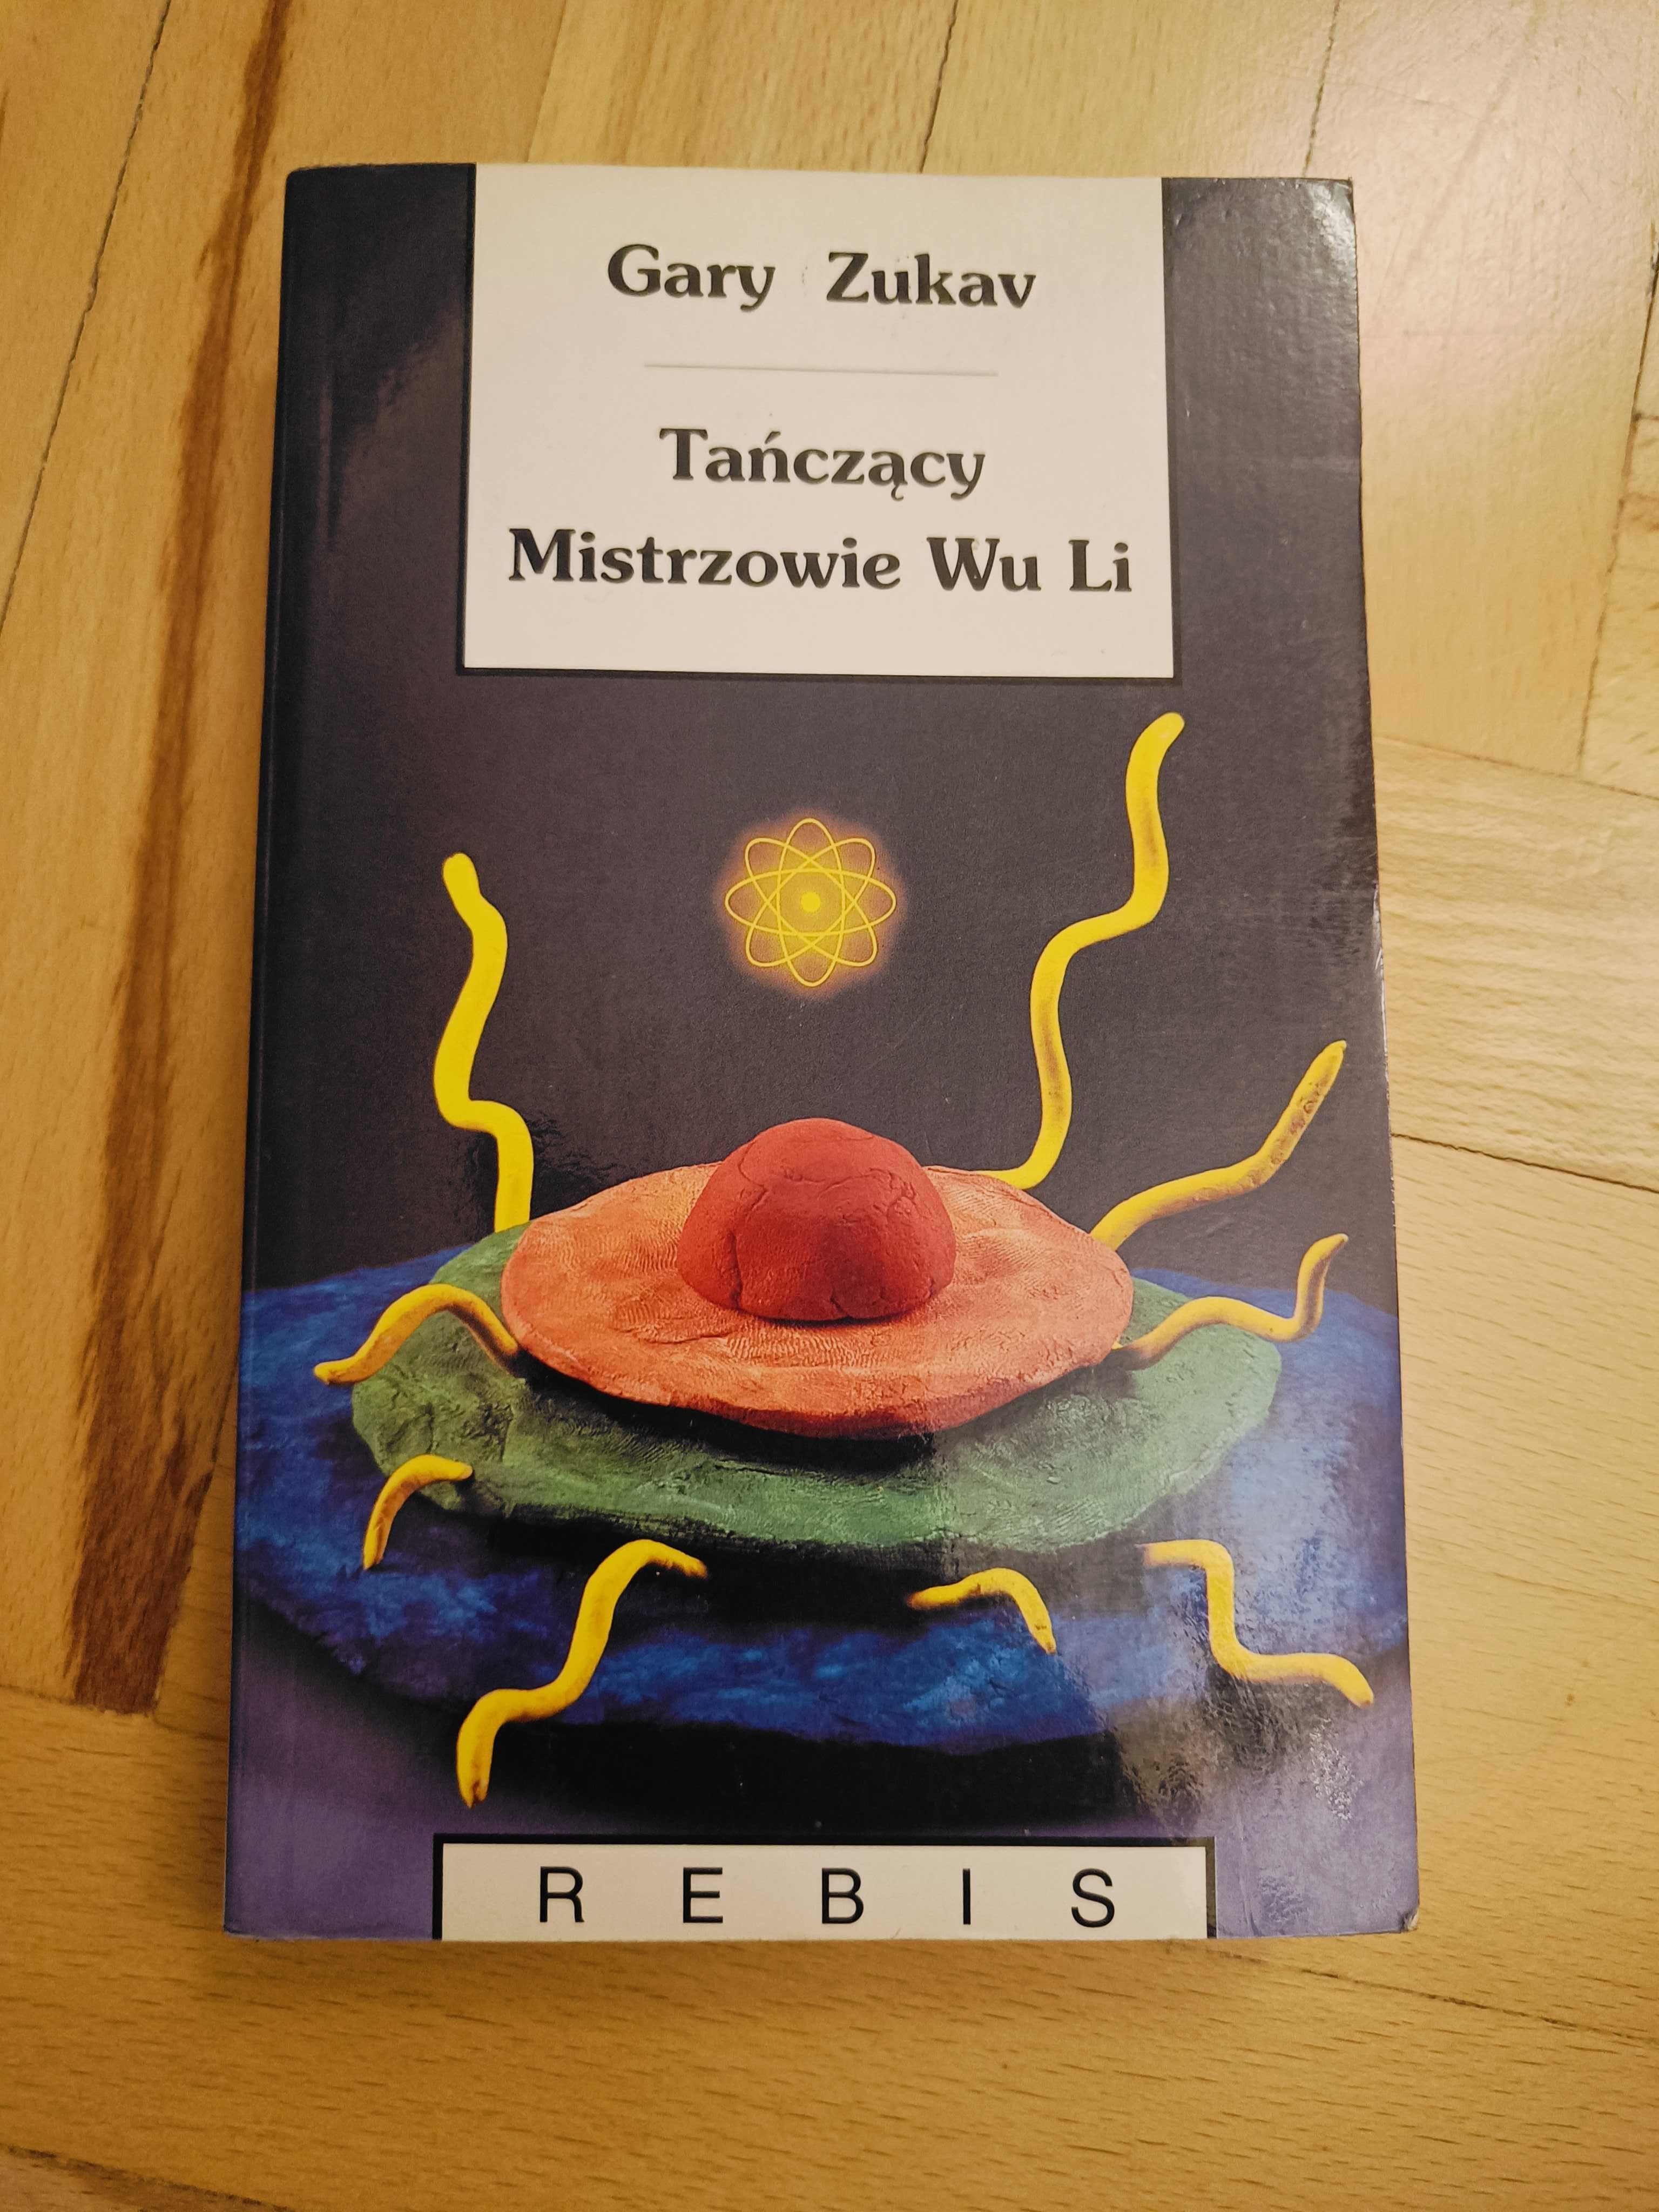 Gary Zukav
Tańczący
Mistrzowie Wu Li
REBIS